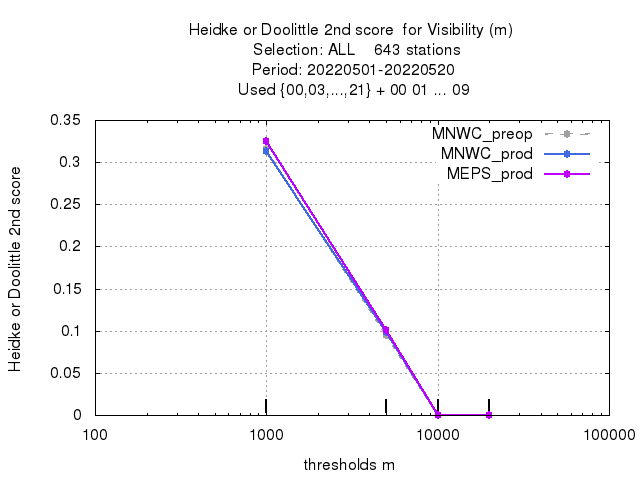 Heidke or Doolittle 2nd score  for Visibility (m)
Selection: ALL    643 stations
Period: 20220501-20220520
Used {00,03,...,21} + 00 01 ... 09
MNWC_preop
MNWC_prod
MEPS_prod
Heidke or Doolittle 2nd score
0.35
0.3
0.25
0.2
0.15
0.1
0.05
0
100
1000
10000
100000
thresholds m